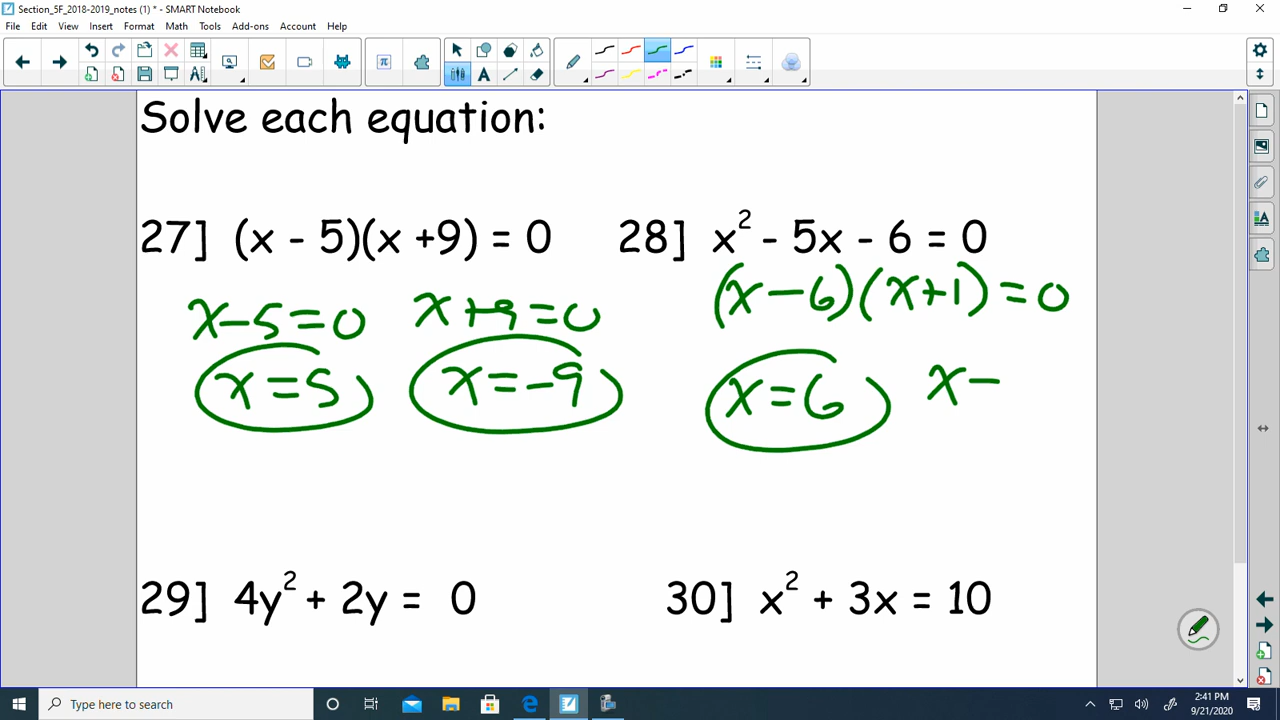 Section_5F_2018-2019_notes (1) * - SMART Notebook
File Edit View Insert Format Math Tools Add-ons Account Help
Solve each equation:
27] (x - 5)(x +9) = 0 28] x² - 5x - 6 = 0
(x-6)(x+1)=0
x-5=0 x+9=0
x=5 x=-9 x=6 x-
29] 4y² + 2y = 0 30] x² + 3x = 10
Type here to search
2:41 PM
9/21/2020